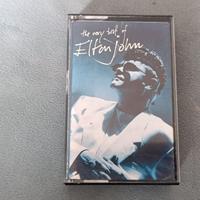 the very best of
Elton John